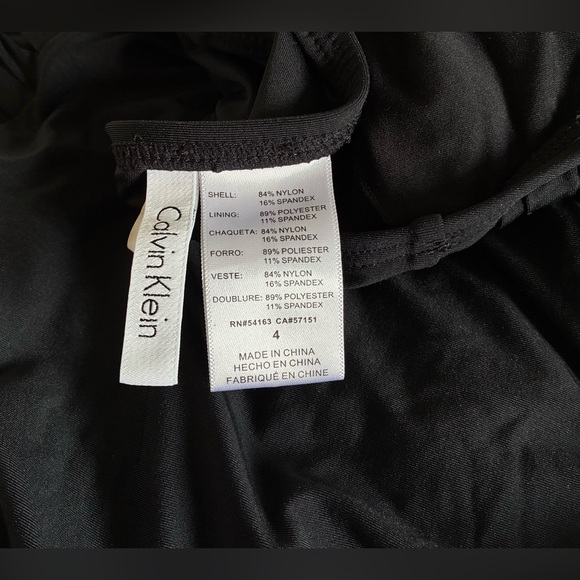 Calvin Klein
SHELL: 84% NYLON
16% SPANDEX
LINING: 89% POLYESTER
11% SPANDEX
CHAQUETA: 84% NYLON
16% SPANDEX
FORRO: 89% POLIESTER
11% SPANDEX
VESTE: 84% NYLON
16% SPANDEX
DOUBLURE: 89% POLYESTER
11% SPANDEX
RN#54163 CA#57151
4
MADE IN CHINA
HECHO EN CHINA
FABRIQUÉ EN CHINE